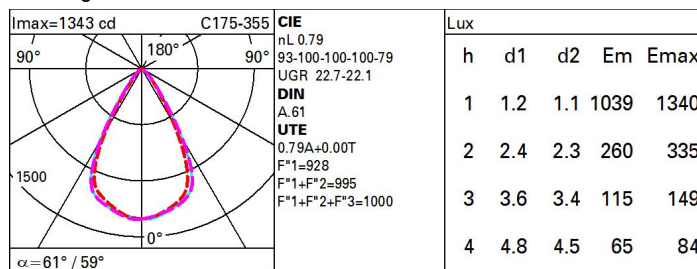 Imax=1343 cd C175-355
90° 180° 90°
1500
0°
α=61° / 59°
CIE
nL 0.79
93-100-100-100-79
UGR 22.7-22.1
DIN
A.61
UTE
0.79A+0.00T
F"1=928
F"1+F"2=995
F"1+F"2+F"3=1000
Lux
h d1 d2 Em Emax
1 1.2 1.1 1039 1340
2 2.4 2.3 260 335
3 3.6 3.4 115 149
4 4.8 4.5 65 84